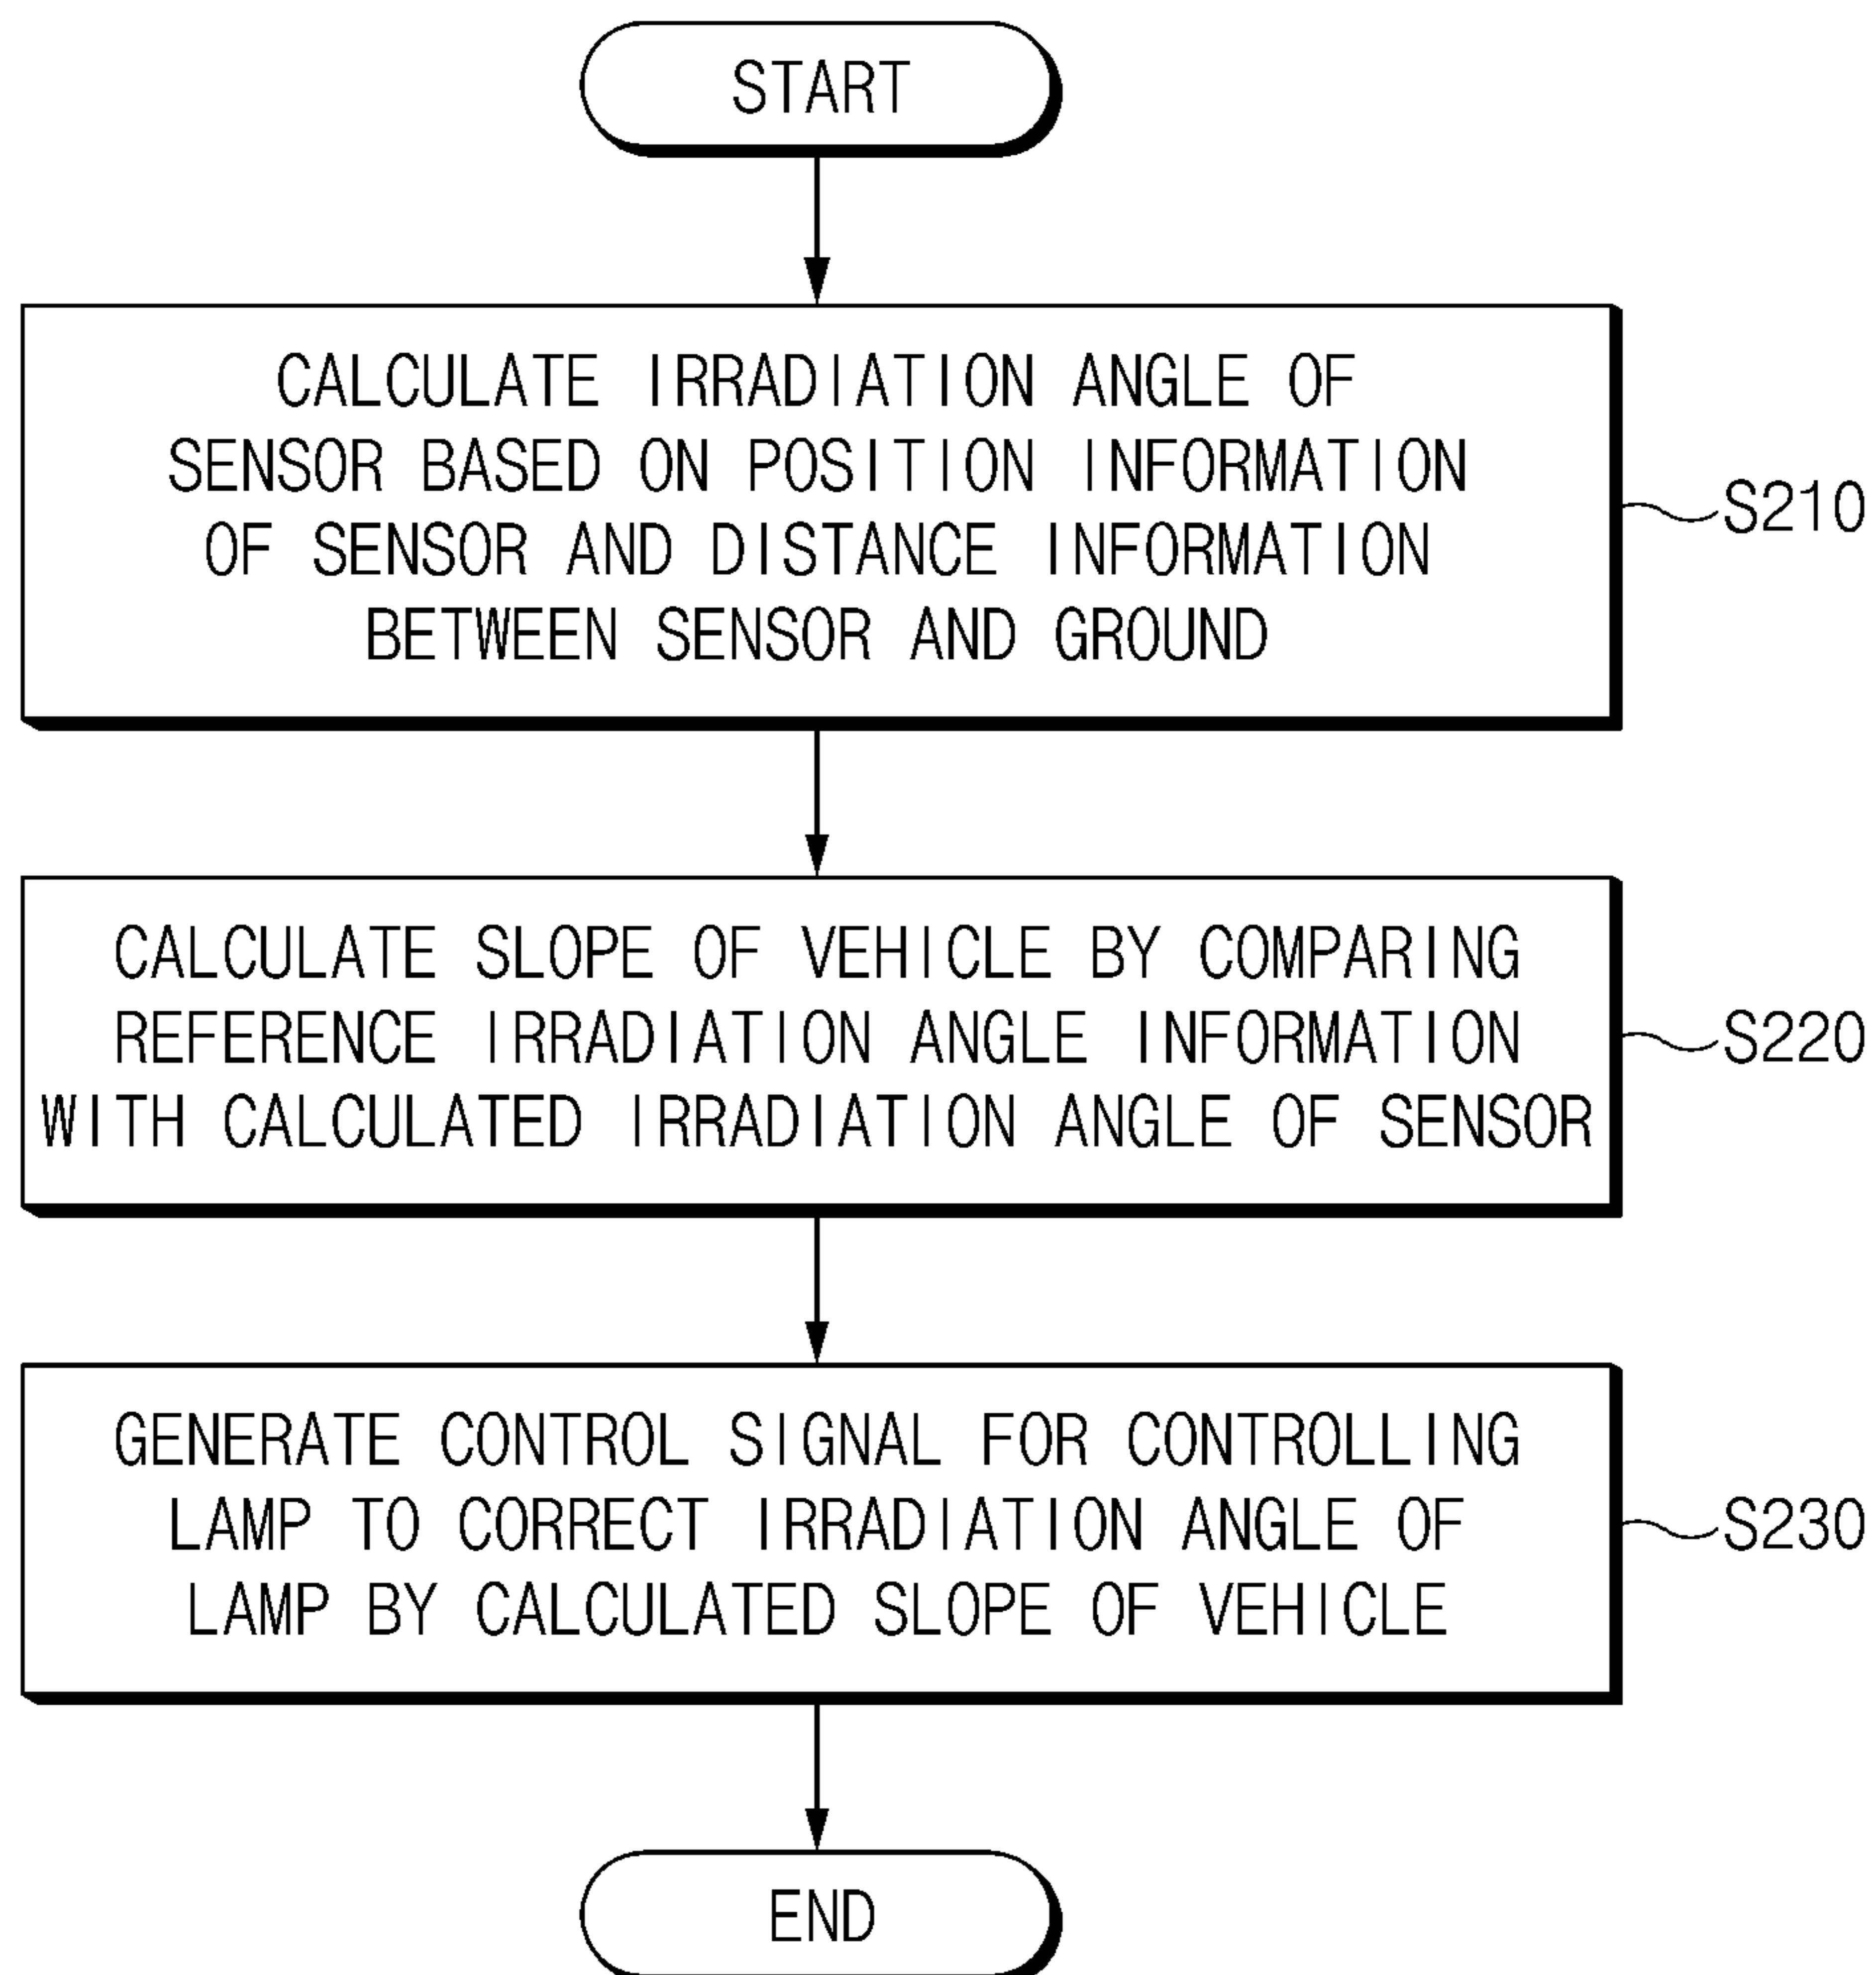 START
CALCULATE IRRADIATION ANGLE OF
SENSOR BASED ON POSITION INFORMATION
OF SENSOR AND DISTANCE INFORMATION
BETWEEN SENSOR AND GROUND
S210
CALCULATE SLOPE OF VEHICLE BY COMPARING
REFERENCE IRRADIATION ANGLE INFORMATION
WITH CALCULATED IRRADIATION ANGLE OF SENSOR
S220
GENERATE CONTROL SIGNAL FOR CONTROLLING
LAMP TO CORRECT IRRADIATION ANGLE OF
LAMP BY CALCULATED SLOPE OF VEHICLE
S230
END